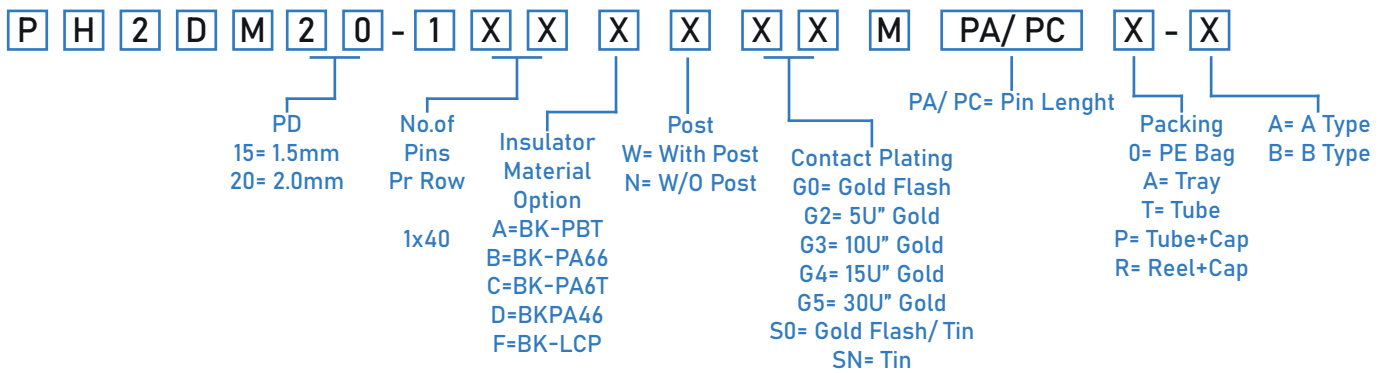 P H 2 D M 2 0 - 1 X X X X X X M PA/ PC X - X
PD
15= 1.5mm
20= 2.0mm
No.of
Pins
Pr Row
1x40
Insulator
Material
Option
A=BK-PBT
B=BK-PA66
C=BK-PA6T
D=BKPA46
F=BK-LCP
Post
W= With Post
N= W/O Post
Contact Plating
G0= Gold Flash
G2= 5U” Gold
G3= 10U” Gold
G4= 15U” Gold
G5= 30U” Gold
S0= Gold Flash/ Tin
SN= Tin
PA/ PC= Pin Lenght
Packing
0= PE Bag
A= Tray
T= Tube
P= Tube+Cap
R= Reel+Cap
A= A Type
B= B Type